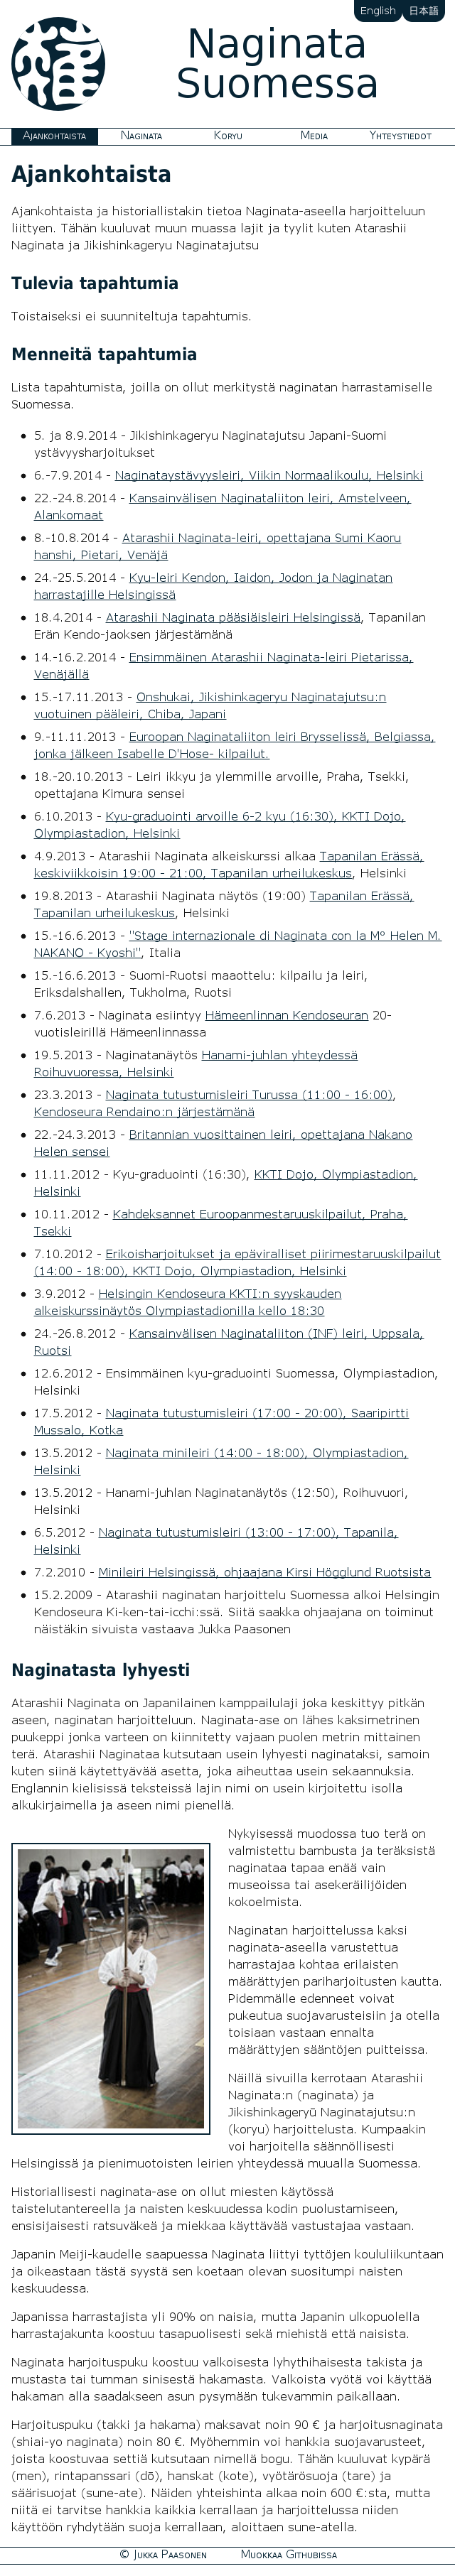 English 日本語
Naginata
Suomessa
Ajankohtaista Naginata Koryu Media Yhteystiedot
Ajankohtaista
Ajankohtaista ja historiallistakin tietoa Naginata-aseella harjoitteluun
liittyen. Tähän kuuluvat muun muassa lajit ja tyylit kuten Atarashii
Naginata ja Jikishinkageryu Naginatajutsu
Tulevia tapahtumia
Toistaiseksi ei suunniteltuja tapahtumis.
Menneitä tapahtumia
Lista tapahtumista, joilla on ollut merkitystä naginatan harrastamiselle
Suomessa.
• 5. ja 8.9.2014 - Jikishinkageryu Naginatajutsu Japani-Suomi
ystävyysharjoitukset
• 6.-7.9.2014 - Naginataystävyysleiri, Viikin Normaalikoulu, Helsinki
• 22.-24.8.2014 - Kansainvälisen Naginataliiton leiri, Amstelveen,
Alankomaat
• 8.-10.8.2014 - Atarashii Naginata-leiri, opettajana Sumi Kaoru
hanshi, Pietari, Venäjä
• 24.-25.5.2014 - Kyu-leiri Kendon, Iaidon, Jodon ja Naginatan
harrastajille Helsingissä
• 18.4.2014 - Atarashii Naginata pääsiäisleiri Helsingissä, Tapanilan
Erän Kendo-jaoksen järjestämänä
• 14.-16.2.2014 - Ensimmäinen Atarashii Naginata-leiri Pietarissa,
Venäjällä
• 15.-17.11.2013 - Onshukai, Jikishinkageryu Naginatajutsu:n
vuotuinen pääleiri, Chiba, Japani
• 9.-11.11.2013 - Euroopan Naginataliiton leiri Brysselissä, Belgiassa,
jonka jälkeen Isabelle D'Hose- kilpailut.
• 18.-20.10.2013 - Leiri ikkyu ja ylemmille arvoille, Praha, Tsekki,
opettajana Kimura sensei
• 6.10.2013 - Kyu-graduointi arvoille 6-2 kyu (16:30), KKTI Dojo,
Olympiastadion, Helsinki
• 4.9.2013 - Atarashii Naginata alkeiskurssi alkaa Tapanilan Erässä,
keskiviikkoisin 19:00 - 21:00, Tapanilan urheilukeskus, Helsinki
• 19.8.2013 - Atarashii Naginata näytös (19:00) Tapanilan Erässä,
Tapanilan urheilukeskus, Helsinki
• 15.-16.6.2013 - "Stage internazionale di Naginata con la M° Helen M.
NAKANO - Kyoshi", Italia
• 15.-16.6.2013 - Suomi-Ruotsi maaottelu: kilpailu ja leiri,
Eriksdalshallen, Tukholma, Ruotsi
• 7.6.2013 - Naginata esiintyy Hämeenlinnan Kendoseuran 20-
vuotisleirillä Hämeenlinnassa
• 19.5.2013 - Naginatanäytös Hanami-juhlan yhteydessä
Roihuvuoressa, Helsinki
• 23.3.2013 - Naginata tutustumisleiri Turussa (11:00 - 16:00),
Kendoseura Rendaino:n järjestämänä
• 22.-24.3.2013 - Britannian vuosittainen leiri, opettajana Nakano
Helen sensei
• 11.11.2012 - Kyu-graduointi (16:30), KKTI Dojo, Olympiastadion,
Helsinki
• 10.11.2012 - Kahdeksannet Euroopanmestaruuskilpailut, Praha,
Tsekki
• 7.10.2012 - Erikoisharjoitukset ja epäviralliset piirimestaruuskilpailut
(14:00 - 18:00), KKTI Dojo, Olympiastadion, Helsinki
• 3.9.2012 - Helsingin Kendoseura KKTI:n syyskauden
alkeiskurssinäytös Olympiastadionilla kello 18:30
• 24.-26.8.2012 - Kansainvälisen Naginataliiton (INF) leiri, Uppsala,
Ruotsi
• 12.6.2012 - Ensimmäinen kyu-graduointi Suomessa, Olympiastadion,
Helsinki
• 17.5.2012 - Naginata tutustumisleiri (17:00 - 20:00), Saaripirtti
Mussalo, Kotka
• 13.5.2012 - Naginata minileiri (14:00 - 18:00), Olympiastadion,
Helsinki
• 13.5.2012 - Hanami-juhlan Naginatanäytös (12:50), Roihuvuori,
Helsinki
• 6.5.2012 - Naginata tutustumisleiri (13:00 - 17:00), Tapanila,
Helsinki
• 7.2.2010 - Minileiri Helsingissä, ohjaajana Kirsi Högglund Ruotsista
• 15.2.2009 - Atarashii naginatan harjoittelu Suomessa alkoi Helsingin
Kendoseura Ki-ken-tai-icchi:ssä. Siitä saakka ohjaajana on toiminut
näistäkin sivuista vastaava Jukka Paasonen
Naginatasta lyhyesti
Atarashii Naginata on Japanilainen kamppailulaji joka keskittyy pitkän
aseen, naginatan harjoitteluun. Naginata-ase on lähes kaksimetrinen
puukeppi jonka varteen on kiinnitetty vajaan puolen metrin mittainen
terä. Atarashii Naginataa kutsutaan usein lyhyesti naginataksi, samoin
kuten siinä käytettyävää asetta, joka aiheuttaa usein sekaannuksia.
Englannin kielisissä teksteissä lajin nimi on usein kirjoitettu isolla
alkukirjaimella ja aseen nimi pienellä.
Nykyisessä muodossa tuo terä on
valmistettu bambusta ja teräksistä
naginataa tapaa enää vain
museoissa tai asekeräilijöiden
kokoelmista.
Naginatan harjoittelussa kaksi
naginata-aseella varustettua
harrastajaa kohtaa erilaisten
määrättyjen pariharjoitusten kautta.
Pidemmälle edenneet voivat
pukeutua suojavarusteisiin ja otella
toisiaan vastaan ennalta
määrättyjen sääntöjen puitteissa.
Näillä sivuilla kerrotaan Atarashii
Naginata:n (naginata) ja
Jikishinkageryū Naginatajutsu:n
(koryu) harjoittelusta. Kumpaakin
voi harjoitella säännöllisesti
Helsingissä ja pienimuotoisten leirien yhteydessä muualla Suomessa.
Historiallisesti naginata-ase on ollut miesten käytössä
taistelutantereella ja naisten keskuudessa kodin puolustamiseen,
ensisijaisesti ratsuväkeä ja miekkaa käyttävää vastustajaa vastaan.
Japanin Meiji-kaudelle saapuessa Naginata liittyi tyttöjen koululiikuntaan
ja oikeastaan tästä syystä sen koetaan olevan suositumpi naisten
keskuudessa.
Japanissa harrastajista yli 90% on naisia, mutta Japanin ulkopuolella
harrastajakunta koostuu tasapuolisesti sekä miehistä että naisista.
Naginata harjoituspuku koostuu valkoisesta lyhythihaisesta takista ja
mustasta tai tumman sinisestä hakamasta. Valkoista vyötä voi käyttää
hakaman alla saadakseen asun pysymään tukevammin paikallaan.
Harjoituspuku (takki ja hakama) maksavat noin 90 € ja harjoitusnaginata
(shiai-yo naginata) noin 80 €. Myöhemmin voi hankkia suojavarusteet,
joista koostuvaa settiä kutsutaan nimellä bogu. Tähän kuuluvat kypärä
(men), rintapanssari (dō), hanskat (kote), vyötärösuoja (tare) ja
säärisuojat (sune-ate). Näiden yhteishinta alkaa noin 600 €:sta, mutta
niitä ei tarvitse hankkia kaikkia kerrallaan ja harjoittelussa niiden
käyttöön ryhdytään suoja kerrallaan, aloittaen sune-atella.
© Jukka Paasonen Muokkaa Githubissa